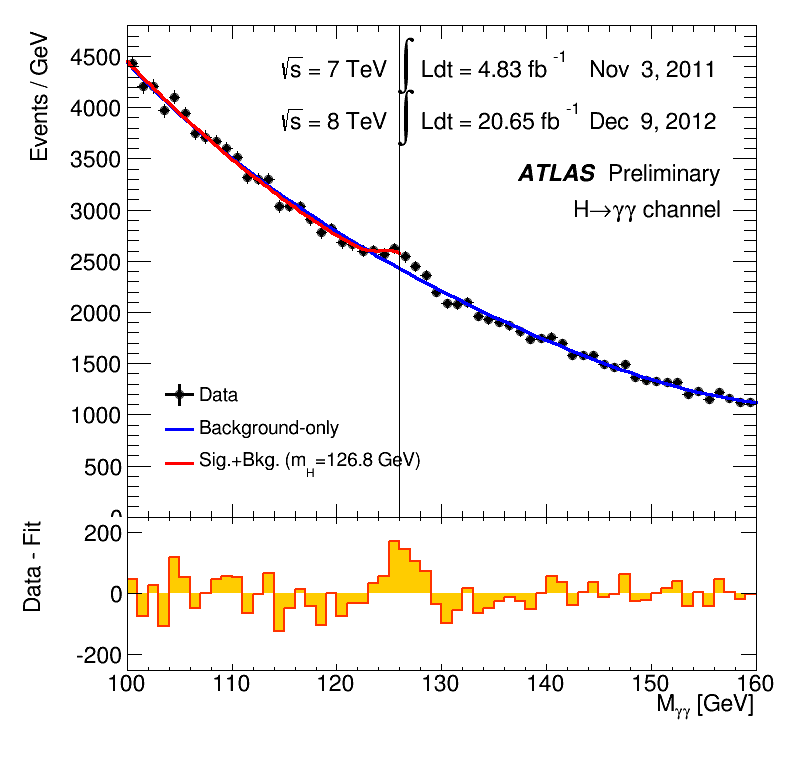 Events / GeV
4500
4000
3500
3000
2500
2000
1500
1000
500
0
√s = 7 TeV ∫ Ldt = 4.83 fb⁻¹ Nov 3, 2011
√s = 8 TeV ∫ Ldt = 20.65 fb⁻¹ Dec 9, 2012
ATLAS Preliminary
H→γγ channel
Data
Background-only
Sig.+Bkg. (m_H=126.8 GeV)
Data - Fit
200
0
-200
100 110 120 130 140 150 160
M_γγ [GeV]